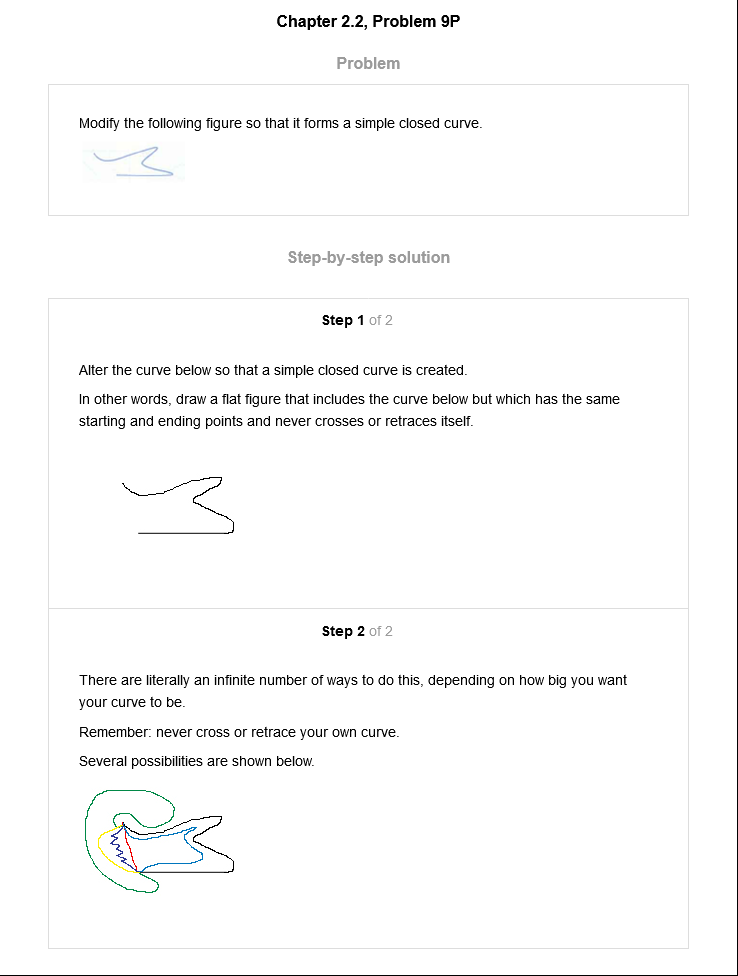 Chapter 2.2, Problem 9P
Problem
Modify the following figure so that it forms a simple closed curve.
Step-by-step solution
Step 1 of 2
Alter the curve below so that a simple closed curve is created.
In other words, draw a flat figure that includes the curve below but which has the same
starting and ending points and never crosses or retraces itself.
Step 2 of 2
There are literally an infinite number of ways to do this, depending on how big you want
your curve to be.
Remember: never cross or retrace your own curve.
Several possibilities are shown below.